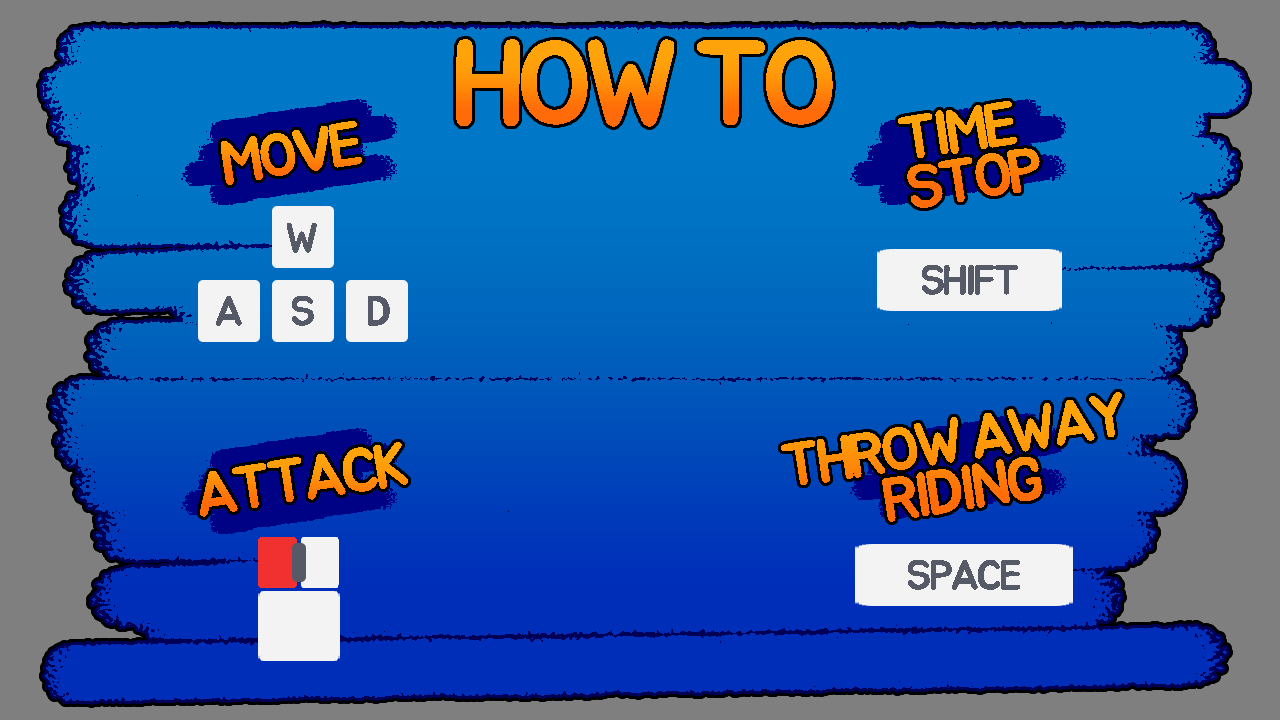 HOW TO
MOVE
W
A S D
TIME
STOP
SHIFT
ATTACK
THROW AWAY
RIDING
SPACE